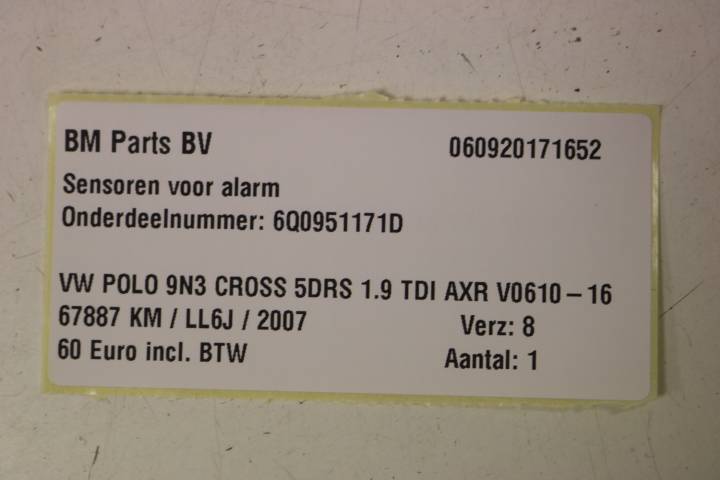 BM Parts BV 060920171652
Sensoren voor alarm
Onderdeelnummer: 6Q0951171D
VW POLO 9N3 CROSS 5DRS 1.9 TDI AXR V0610-16
67887 KM / LL6J / 2007 Verz: 8
60 Euro incl. BTW Aantal: 1